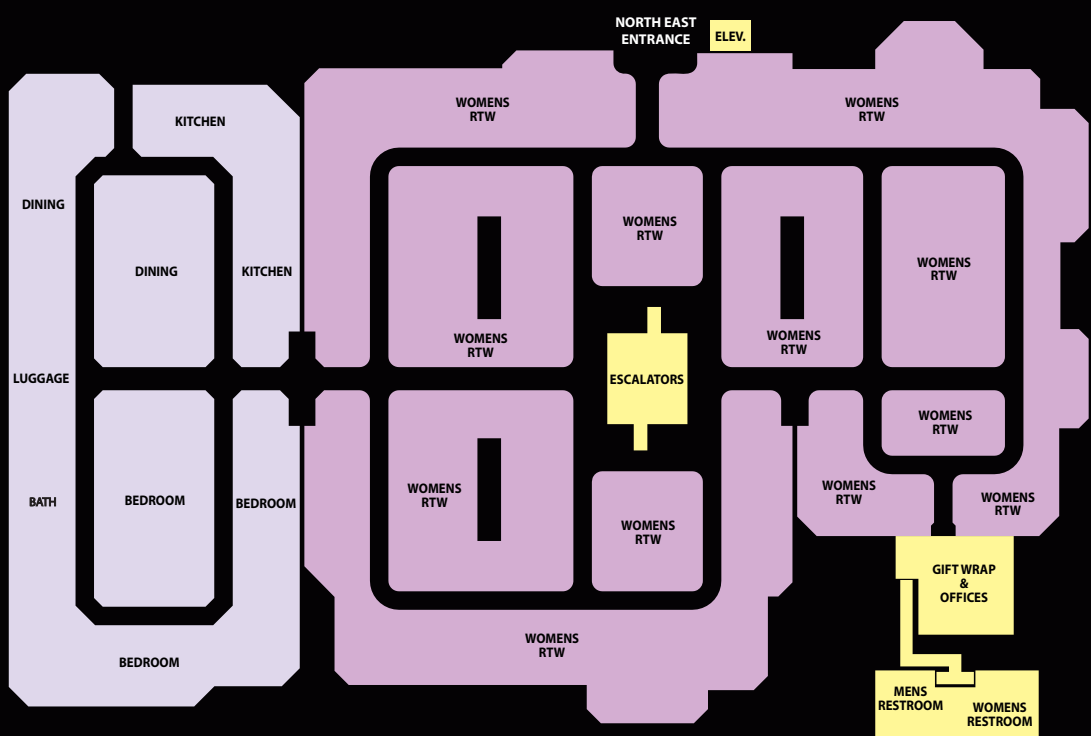 NORTH EAST
ENTRANCE
ELEV.
WOMENS
RTW
WOMENS
RTW
KITCHEN
DINING
DINING
KITCHEN
WOMENS
RTW
WOMENS
RTW
WOMENS
RTW
WOMENS
RTW
LUGGAGE
ESCALATORS
WOMENS
RTW
BATH
BEDROOM
BEDROOM
WOMENS
RTW
WOMENS
RTW
WOMENS
RTW
WOMENS
RTW
GIFT WRAP
&
OFFICES
BEDROOM
WOMENS
RTW
MENS
RESTROOM
WOMENS
RESTROOM